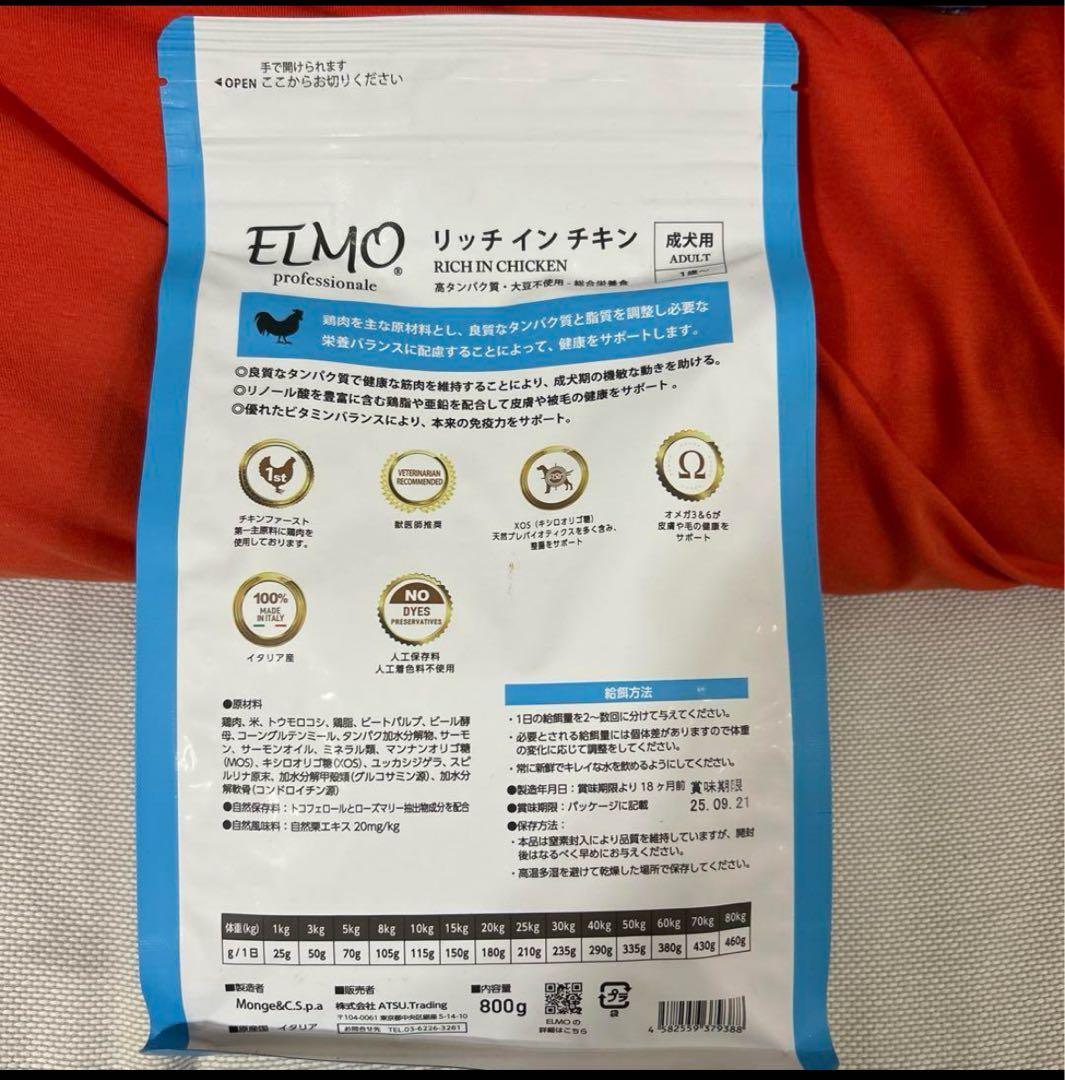 手で開けられます
◀OPEN ここからお切りください
ELMO®
professionale
リッチ イン チキン
RICH IN CHICKEN
高タンパク質・大豆不使用・総合栄養食
成犬用
ADULT
1歳〜
鶏肉を主な原材料とし、良質なタンパク質と脂質を調整し必要な
栄養バランスに配慮することによって、健康をサポートします。
◎良質なタンパク質で健康な筋肉を維持することにより、成犬期の機敏な動きを助ける。
◎リノール酸を豊富に含む鶏脂や亜鉛を配合して皮膚や被毛の健康をサポート。
◎優れたビタミンバランスにより、本来の免疫力をサポート。
1st
チキンファースト
第一主原料に鶏肉を
使用しております。
VETERINARIAN
RECOMMENDED
獣医師推奨
XOS（キシロオリゴ糖）
天然プレバイオティクスを多く含み、
整腸をサポート
Ω
オメガ3&6が
皮膚や毛の健康を
サポート
100%
MADE
IN ITALY
イタリア産
NO
DYES
PRESERVATIVES
人工保存料
人工着色料不使用
●原材料
鶏肉、米、トウモロコシ、鶏脂、ビートパルプ、ビール酵
母、コーングルテンミール、タンパク加水分解物、サーモ
ン、サーモンオイル、ミネラル類、マンナンオリゴ糖
(MOS)、キシロオリゴ糖(XOS)、ユッカシジゲラ、スピ
ルリナ原末、加水分解甲殻類(グルコサミン源)、加水分
解軟骨(コンドロイチン源)
●自然保存料：トコフェロールとローズマリー抽出物成分を配合
●自然風味料：自然栗エキス 20mg/kg
給餌方法
・1日の給餌量を2〜数回に分けて与えてください。
・必要とされる給餌量には個体差がありますので体重
の変化に応じて調整をしてください。
・常に新鮮でキレイな水を飲めるようにしてください。
●製造年月日：賞味期限より18ヶ月前 賞味期限
●賞味期限：パッケージに記載 25.09.21
●保存方法：
・本品は窒素封入により品質を維持していますが、開封
後はなるべく早めにお与えください。
・高温多湿を避けて乾燥した場所で保存してください。
体重(kg) 1kg 3kg 5kg 8kg 10kg 15kg 20kg 25kg 30kg 40kg 50kg 60kg 70kg 80kg
g/1日 25g 50g 70g 105g 115g 150g 180g 210g 235g 290g 335g 380g 430g 460g
■製造者
Monge&C.S.p.a
■原産国 イタリア
■販売者
株式会社 ATSU.Trading
〒104-0061 東京都中央区銀座5-14-10
お問合せ先 TEL.03-6226-3281
■内容量
800g
ELMOの
詳細はこちら
プラ
袋
4 582559 379388